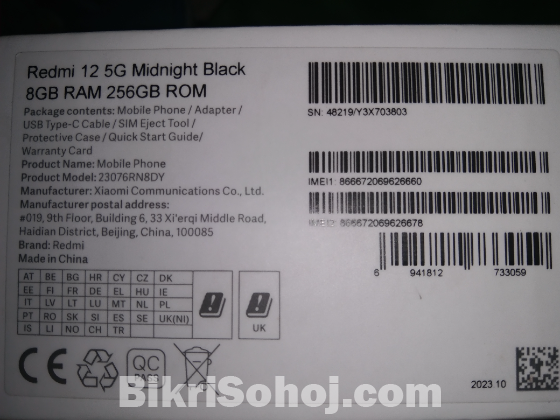 Redmi 12 5G Midnight Black
8GB RAM 256GB ROM
Package contents: Mobile Phone / Adapter /
USB Type-C Cable / SIM Eject Tool /
Protective Case / Quick Start Guide/
Warranty Card
Product Name: Mobile Phone
Product Model: 23076RN8DY
Manufacturer: Xiaomi Communications Co., Ltd.
Manufacturer postal address:
#019, 9th Floor, Building 6, 33 Xi'erqi Middle Road,
Haidian District, Beijing, China, 100085
Brand: Redmi
Made in China
AT BE BG HR CY CZ DK
EE FI FR DE EL HU IE
IT LV LT LU MT NL PL
PT RO SK SI ES SE UK(NI)
IS LI NO CH TR
UK
CE
QC
PASS
SN: 48219/Y3X703803
IMEI1: 866672069626660
866672069626678
6 941812 733059
2023.10
BikriSohoj.com